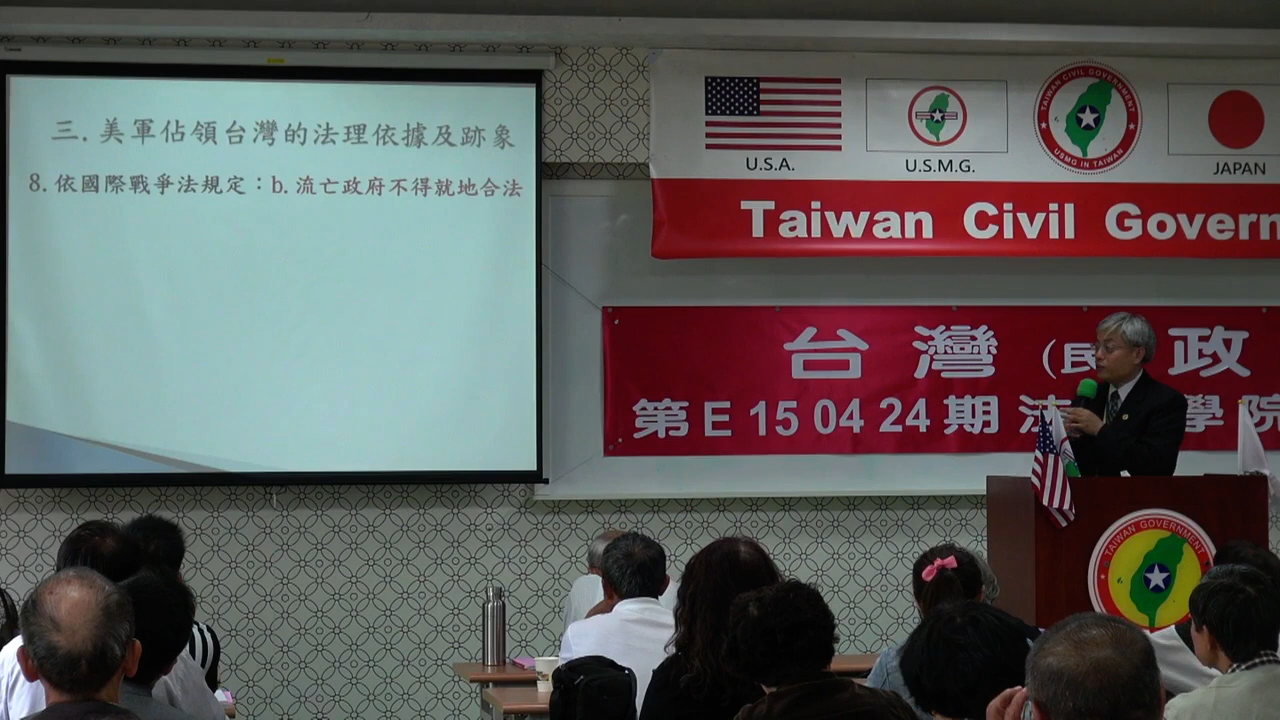 三. 美軍佔領台灣的法理依據及跡象
8. 依國際戰爭法規定：b. 流亡政府不得就地合法
U.S.A.
U.S.M.G.
TAIWAN CIVIL GOVERNMENT
USMG IN TAIWAN
JAPAN
Taiwan Civil Govern
台灣(民政
第E 15 04 24 期法 學院
TAIWAN GOVERNMENT